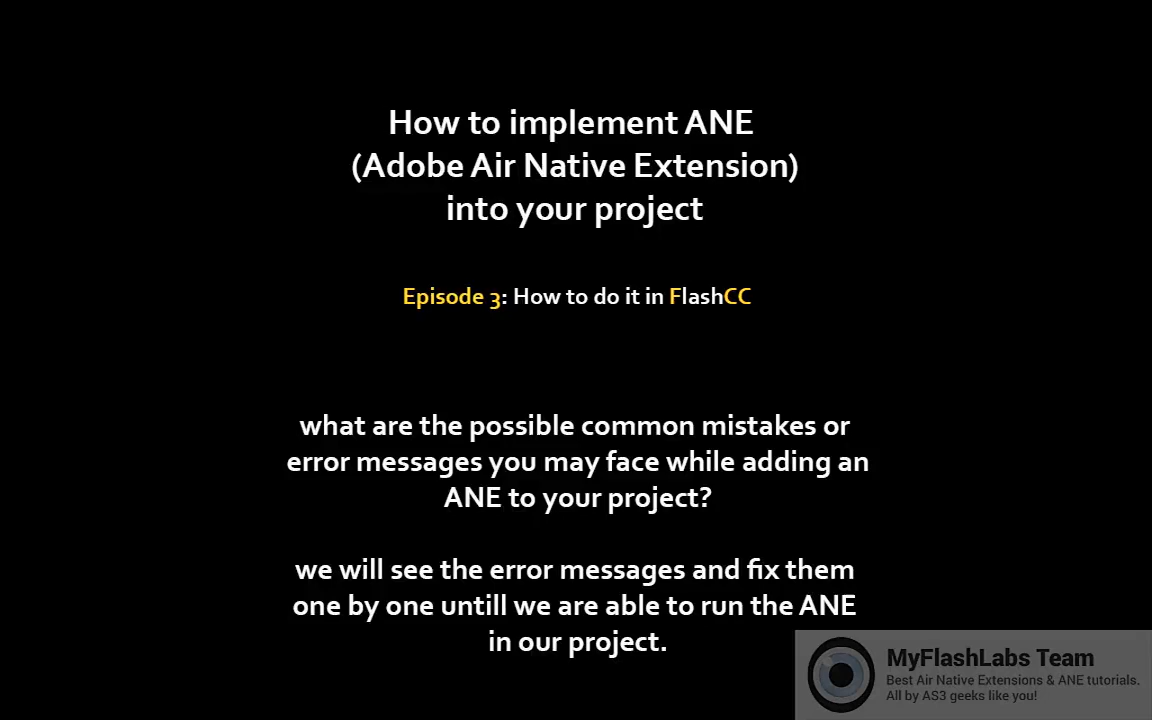 How to implement ANE
(Adobe Air Native Extension)
into your project
Episode 3: How to do it in FlashCC
what are the possible common mistakes or
error messages you may face while adding an
ANE to your project?
we will see the error messages and fix them
one by one untill we are able to run the ANE
in our project.
MyFlashLabs Team
Best Air Native Extensions & ANE tutorials.
All by AS3 geeks like you!